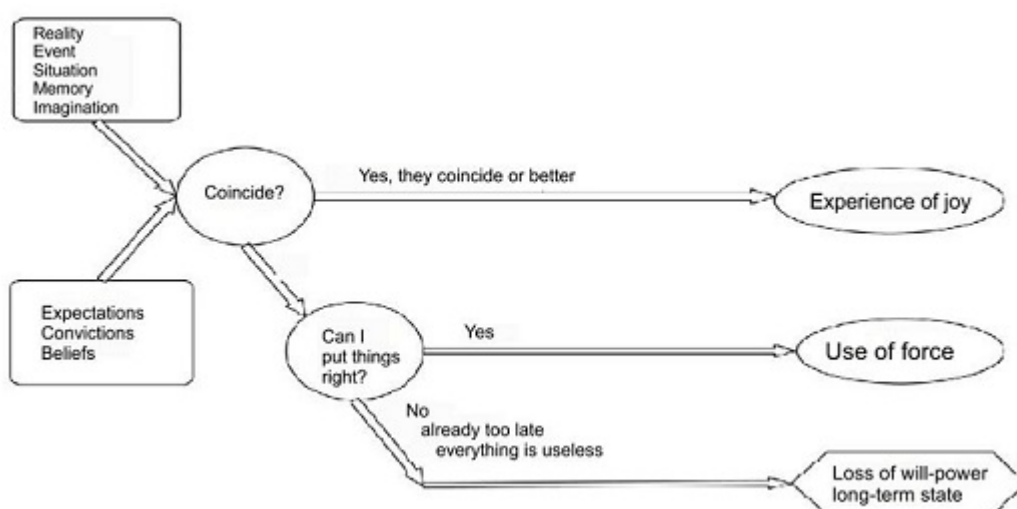 Reality
Event
Situation
Memory
Imagination
Coincide?
Yes, they coincide or better
Experience of joy
Expectations
Convictions
Beliefs
Can I
put things
right?
Yes
Use of force
No
already too late
everything is useless
Loss of will-power
long-term state